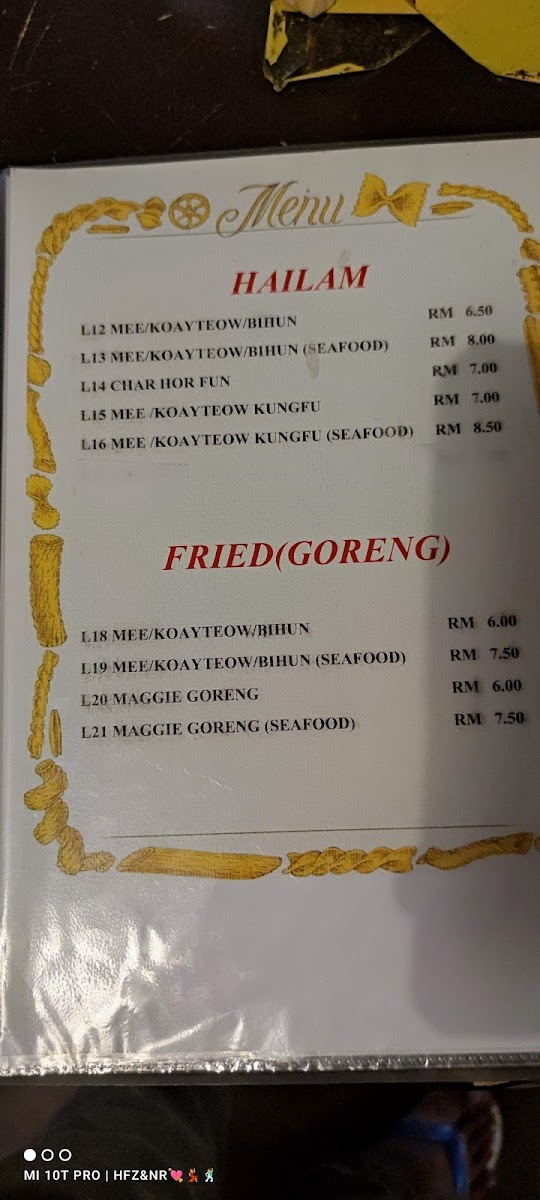 Menu
HAILAM
L12 MEE/KOAYTEOW/BIHUN RM 6.50
L13 MEE/KOAYTEOW/BIHUN (SEAFOOD) RM 8.00
L14 CHAR HOR FUN RM 7.00
L15 MEE /KOAYTEOW KUNGFU RM 7.00
L16 MEE /KOAYTEOW KUNGFU (SEAFOOD) RM 8.50
FRIED(GORENG)
L18 MEE/KOAYTEOW/BIHUN RM 6.00
L19 MEE/KOAYTEOW/BIHUN (SEAFOOD) RM 7.50
L20 MAGGIE GORENG RM 6.00
L21 MAGGIE GORENG (SEAFOOD) RM 7.50
MI 10T PRO | HFZ&NR💘💃🕺